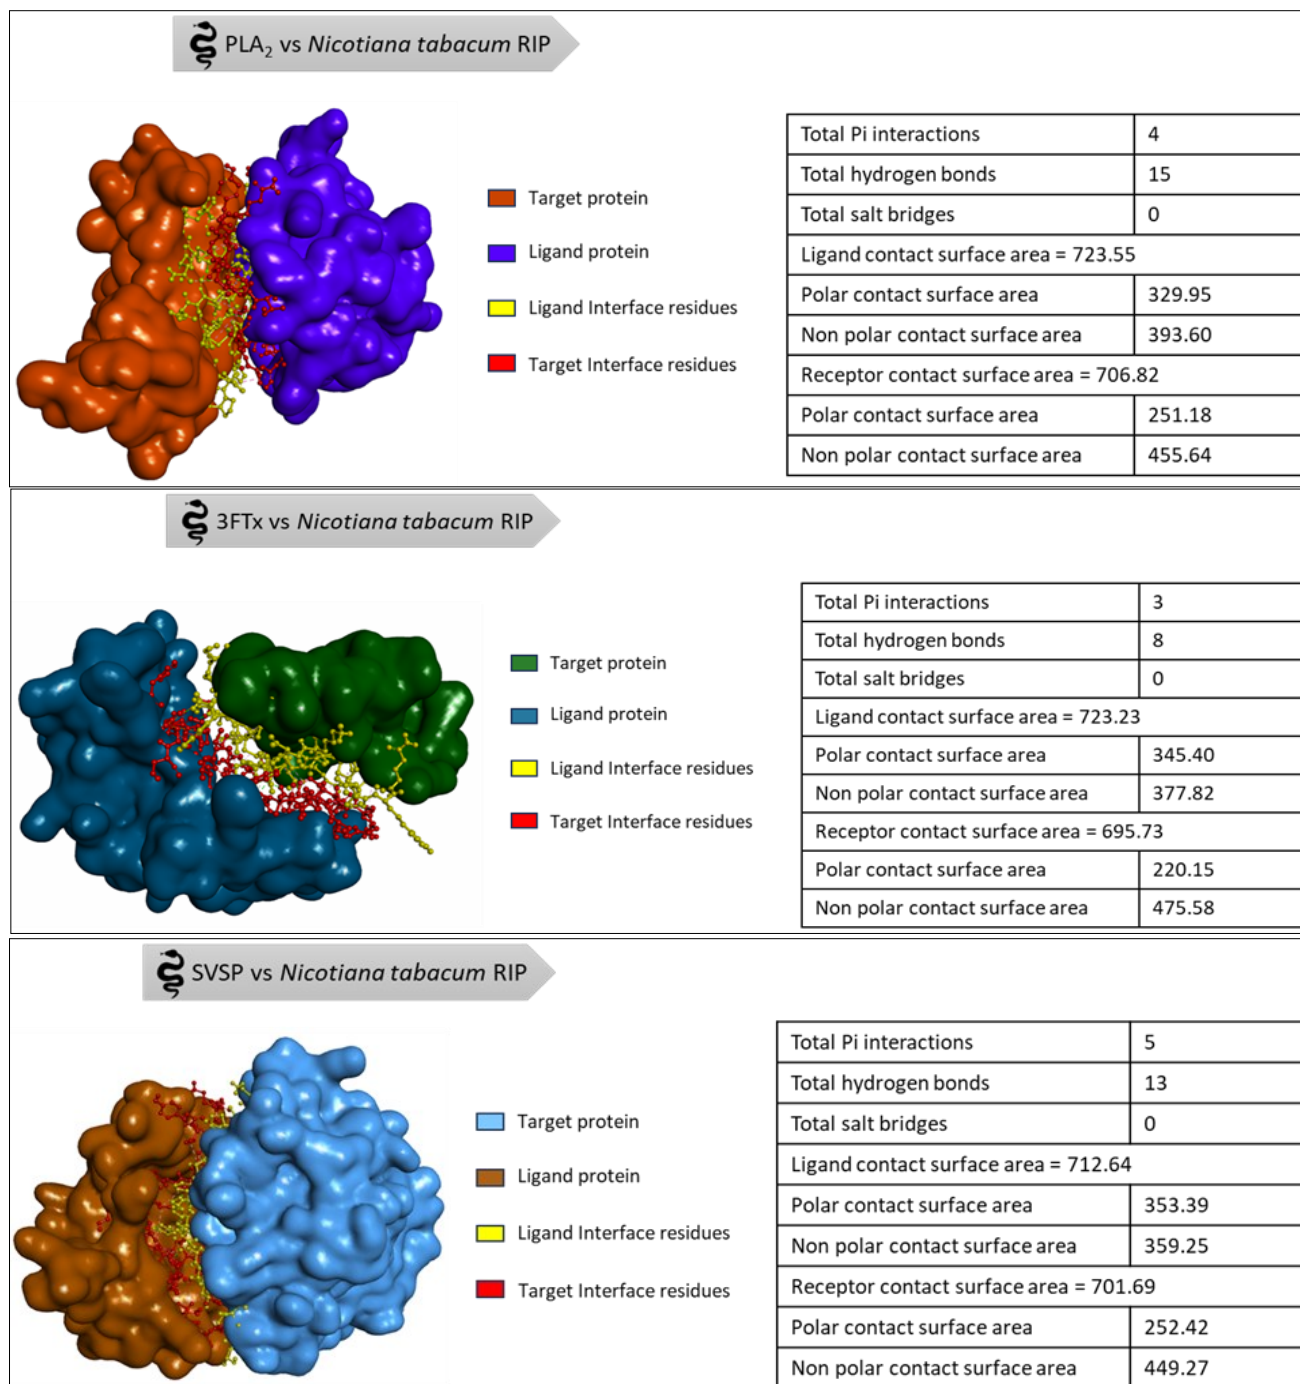 PLA₂ vs Nicotiana tabacum RIP
Target protein
Ligand protein
Ligand Interface residues
Target Interface residues
Total Pi interactions 4
Total hydrogen bonds 15
Total salt bridges 0
Ligand contact surface area = 723.55
Polar contact surface area 329.95
Non polar contact surface area 393.60
Receptor contact surface area = 706.82
Polar contact surface area 251.18
Non polar contact surface area 455.64
3FTx vs Nicotiana tabacum RIP
Target protein
Ligand protein
Ligand Interface residues
Target Interface residues
Total Pi interactions 3
Total hydrogen bonds 8
Total salt bridges 0
Ligand contact surface area = 723.23
Polar contact surface area 345.40
Non polar contact surface area 377.82
Receptor contact surface area = 695.73
Polar contact surface area 220.15
Non polar contact surface area 475.58
SVSP vs Nicotiana tabacum RIP
Target protein
Ligand protein
Ligand Interface residues
Target Interface residues
Total Pi interactions 5
Total hydrogen bonds 13
Total salt bridges 0
Ligand contact surface area = 712.64
Polar contact surface area 353.39
Non polar contact surface area 359.25
Receptor contact surface area = 701.69
Polar contact surface area 252.42
Non polar contact surface area 449.27